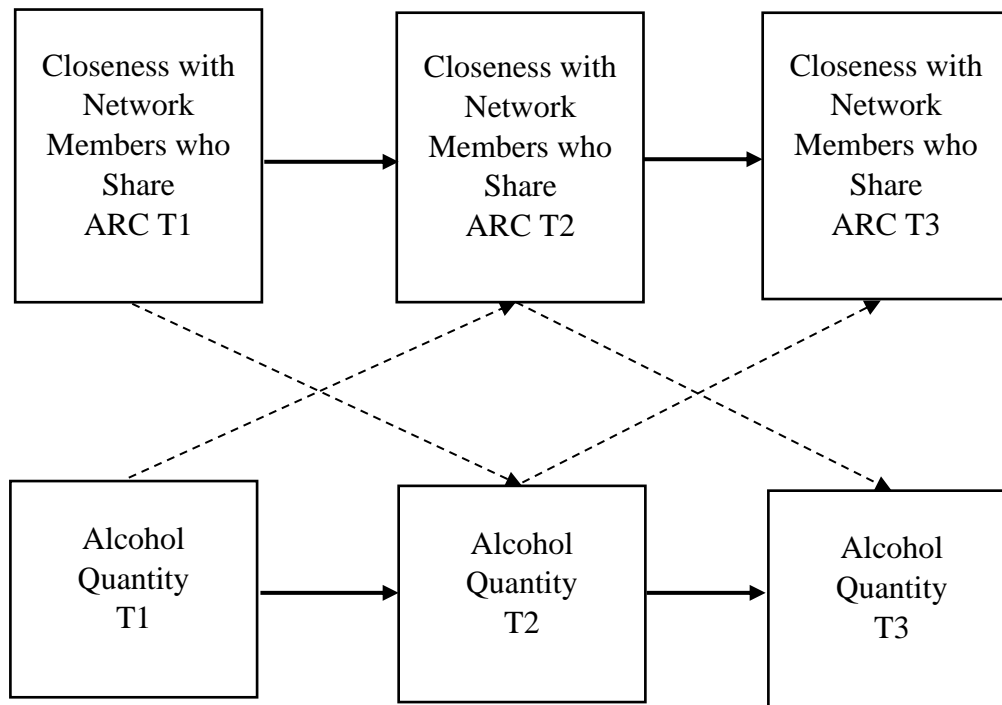 Closeness with
Network
Members who
Share
ARC T1
Closeness with
Network
Members who
Share
ARC T2
Closeness with
Network
Members who
Share
ARC T3
Alcohol
Quantity
T1
Alcohol
Quantity
T2
Alcohol
Quantity
T3